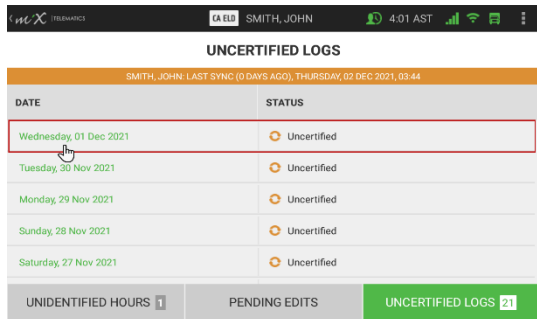 MiX |TELEMATICS CA ELD SMITH, JOHN 4:01 AST
UNCERTIFIED LOGS
SMITH, JOHN: LAST SYNC (0 DAYS AGO), THURSDAY, 02 DEC 2021, 03:44
DATE STATUS
Wednesday, 01 Dec 2021 Uncertified
Tuesday, 30 Nov 2021 Uncertified
Monday, 29 Nov 2021 Uncertified
Sunday, 28 Nov 2021 Uncertified
Saturday, 27 Nov 2021 Uncertified
UNIDENTIFIED HOURS 1 PENDING EDITS UNCERTIFIED LOGS 21